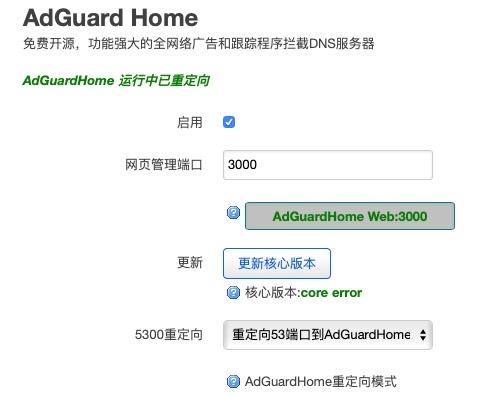 AdGuard Home
免费开源，功能强大的全网络广告和跟踪程序拦截DNS服务器
AdGuardHome 运行中已重定向
启用
网页管理端口 3000
AdGuardHome Web:3000
更新 更新核心版本
核心版本:core error
5300重定向 重定向53端口到AdGuardHome
AdGuardHome重定向模式